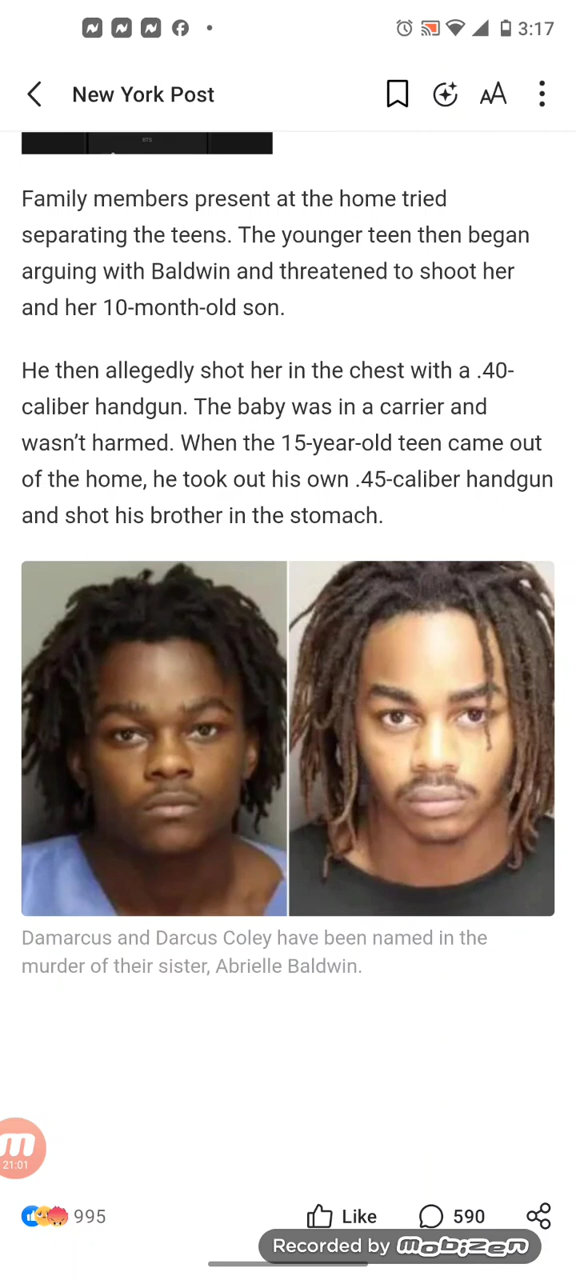 3:17
New York Post
Family members present at the home tried
separating the teens. The younger teen then began
arguing with Baldwin and threatened to shoot her
and her 10-month-old son.
He then allegedly shot her in the chest with a .40-
caliber handgun. The baby was in a carrier and
wasn’t harmed. When the 15-year-old teen came out
of the home, he took out his own .45-caliber handgun
and shot his brother in the stomach.
Damarcus and Darcus Coley have been named in the
murder of their sister, Abrielle Baldwin.
21:01
995
Like
590
Recorded by mobizen